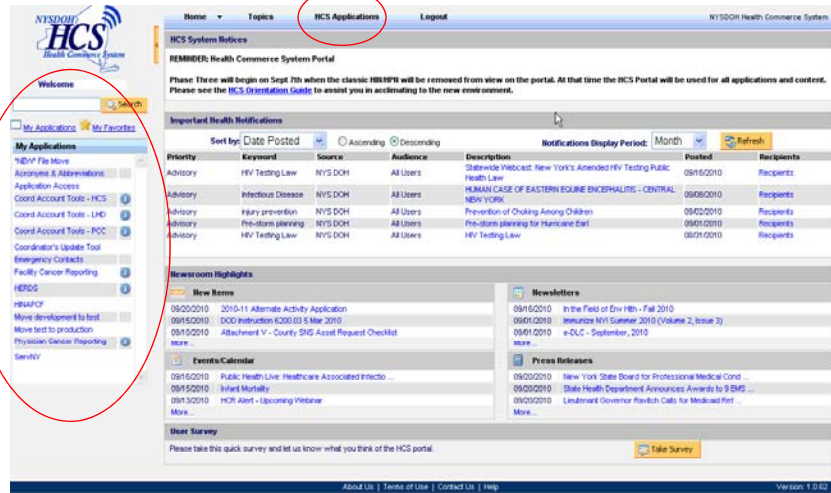 NYSDOH
HCS
Health Commerce System
Home Topics HCS Applications Logout
NYSDOH Health Commerce System
Welcome
Search
My Applications My Favorites
My Applications
*NEW* File Move
Acronyms & Abbreviations
Application Access
Coord Account Tools - HCS
Coord Account Tools - LHD
Coord Account Tools - PCC
Coordinator's Update Tool
Emergency Contacts
Facility Cancer Reporting
HERDS
HINAPCF
Move development to test
Move test to production
Physician Cancer Reporting
ServNY
HCS System Notices
REMINDER: Health Commerce System Portal
Phase Three will begin on Sept 7th when the classic HIN/HPN will be removed from view on the portal. At that time the HCS Portal will be used for all applications and content.
Please see the HCS Orientation Guide to assist you in acclimating to the new environment.
Important Health Notifications
Sort by: Date Posted Ascending Descending Notifications Display Period: Month Refresh
Priority Keyword Source Audience Description Posted Recipients
Advisory HIV Testing Law NYS DOH All Users Statewide Webcast: New York's Amended HIV Testing Public Health Law 09/16/2010 Recipients
Advisory Infectious Disease NYS DOH All Users HUMAN CASE OF EASTERN EQUINE ENCEPHALITIS - CENTRAL NEW YORK 09/08/2010 Recipients
Advisory injury prevention NYS DOH All Users Prevention of Choking Among Children 09/02/2010 Recipients
Advisory Pre-storm planning NYS DOH All Users Pre-storm planning for Hurricane Earl 09/01/2010 Recipients
Advisory HIV Testing Law NYS DOH All Users HIV Testing Law 08/31/2010 Recipients
Newsroom Highlights
New Items
09/20/2010 2010-11 Alternate Activity Application
09/15/2010 DOD Instruction 6200.03 5 Mar 2010
09/10/2010 Attachment V - County SNS Asset Request Checklist
More...
Newsletters
09/16/2010 In the Field of Env Hlth - Fall 2010
09/01/2010 Immunize NY! Summer 2010 (Volume 2, Issue 3)
09/01/2010 e-DLC - September, 2010
More...
Events/Calendar
09/16/2010 Public Health Live: Healthcare Associated Infectio ...
09/15/2010 Infant Mortality
09/13/2010 HCR Alert - Upcoming Webinar
More...
Press Releases
09/20/2010 New York State Board for Professional Medical Cond ...
09/20/2010 State Health Department Announces Awards to 9 EMS ...
09/20/2010 Lieutenant Governor Ravitch Calls for Medicaid Ref ...
More...
User Survey
Please take this quick survey and let us know what you think of the HCS portal.
Take Survey
About Us | Terms of Use | Contact Us | Help
Version: 1.0.62